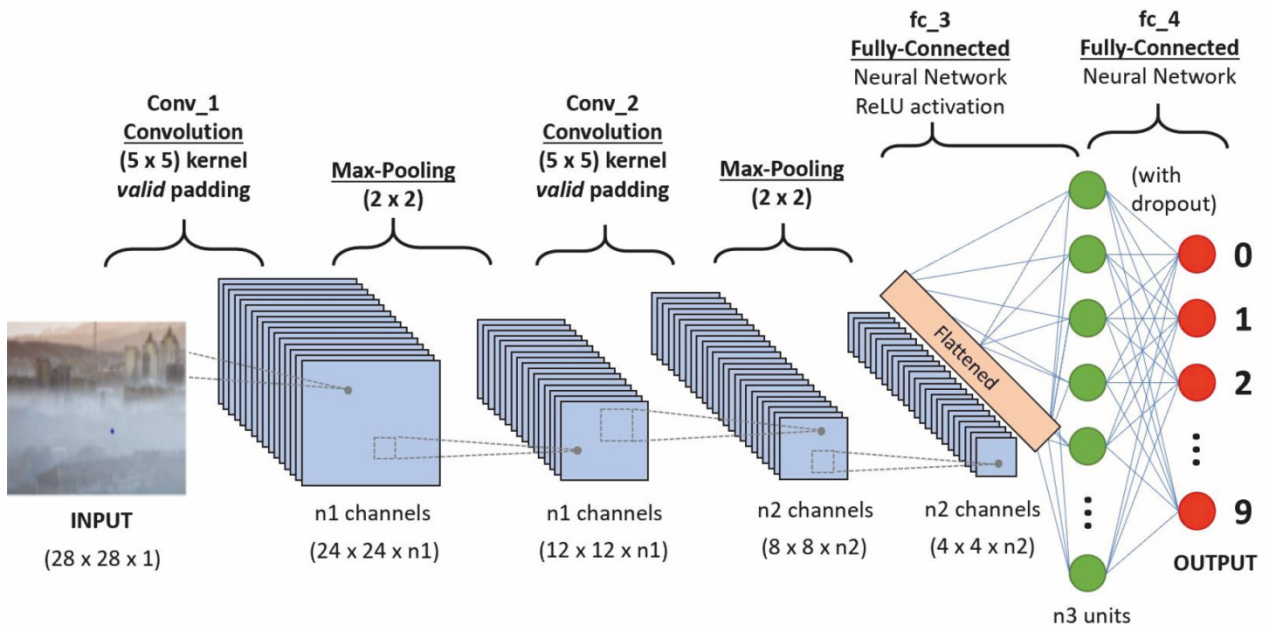 Conv_1
Convolution
(5 x 5) kernel
valid padding
Max-Pooling
(2 x 2)
Conv_2
Convolution
(5 x 5) kernel
valid padding
Max-Pooling
(2 x 2)
fc_3
Fully-Connected
Neural Network
ReLU activation
fc_4
Fully-Connected
Neural Network
(with
dropout)
Flattened
0
1
2
9
INPUT
(28 x 28 x 1)
n1 channels
(24 x 24 x n1)
n1 channels
(12 x 12 x n1)
n2 channels
(8 x 8 x n2)
n2 channels
(4 x 4 x n2)
OUTPUT
n3 units